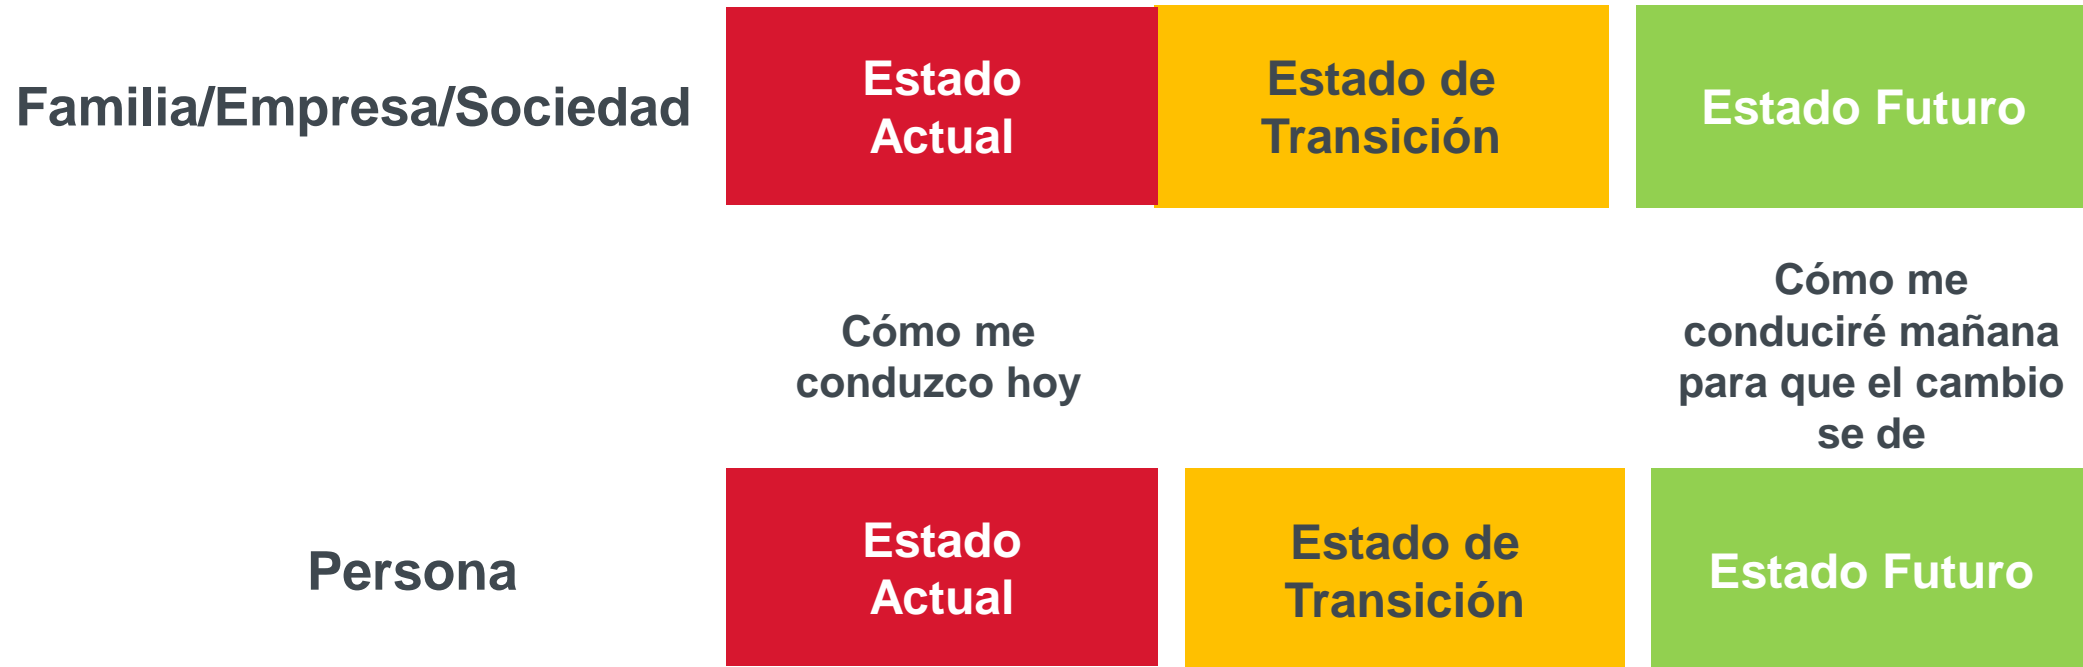 Familia/Empresa/Sociedad
Estado
Actual
Estado de
Transición
Estado Futuro
Cómo me
conduzco hoy
Cómo me
conduciré mañana
para que el cambio
se de
Persona
Estado
Actual
Estado de
Transición
Estado Futuro